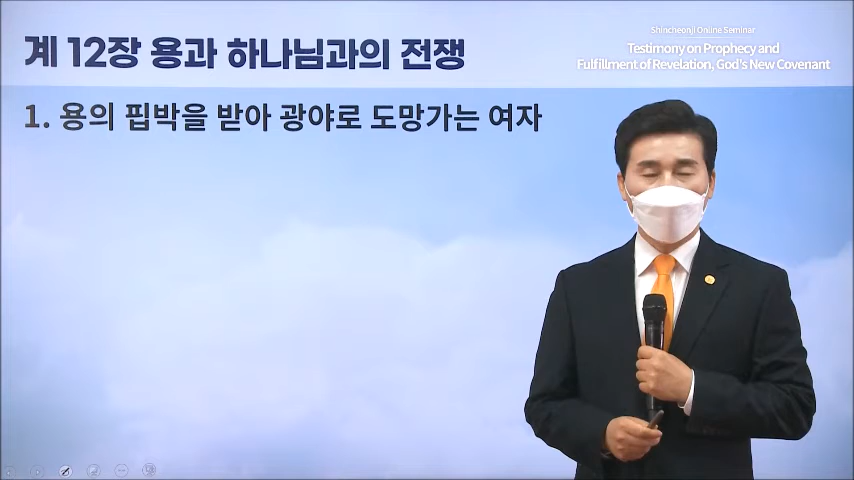 계 12장 용과 하나님과의 전쟁
Shincheonji Online Seminar
Testimony on Prophecy and
Fulfillment of Revelation, God's New Covenant
1. 용의 핍박을 받아 광야로 도망가는 여자